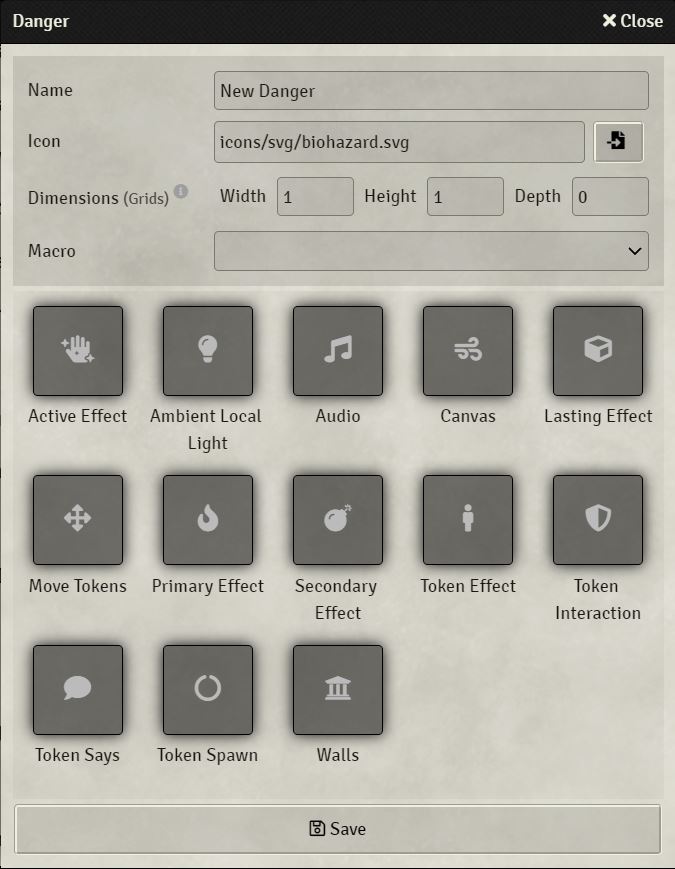 Danger
Close
Name
New Danger
Icon
icons/svg/biohazard.svg
Dimensions (Grids)
Width 1 Height 1 Depth 0
Macro
Active Effect
Ambient Local
Light
Audio
Canvas
Lasting Effect
Move Tokens
Primary Effect
Secondary
Effect
Token Effect
Token
Interaction
Token Says
Token Spawn
Walls
Save